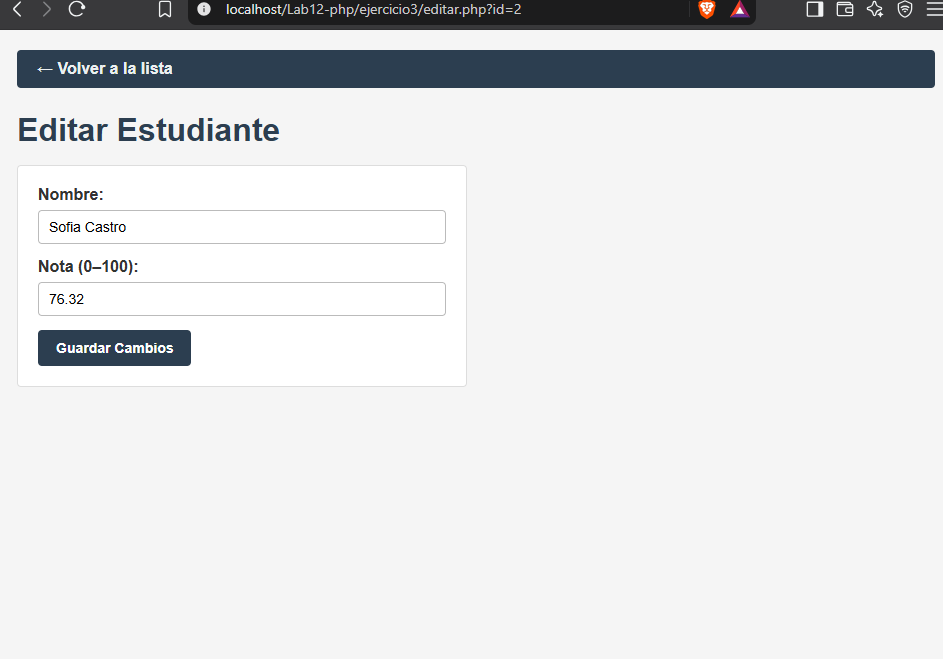 localhost/Lab12-php/ejercicio3/editar.php?id=2
← Volver a la lista
Editar Estudiante
Nombre:
Sofia Castro
Nota (0–100):
76.32
Guardar Cambios